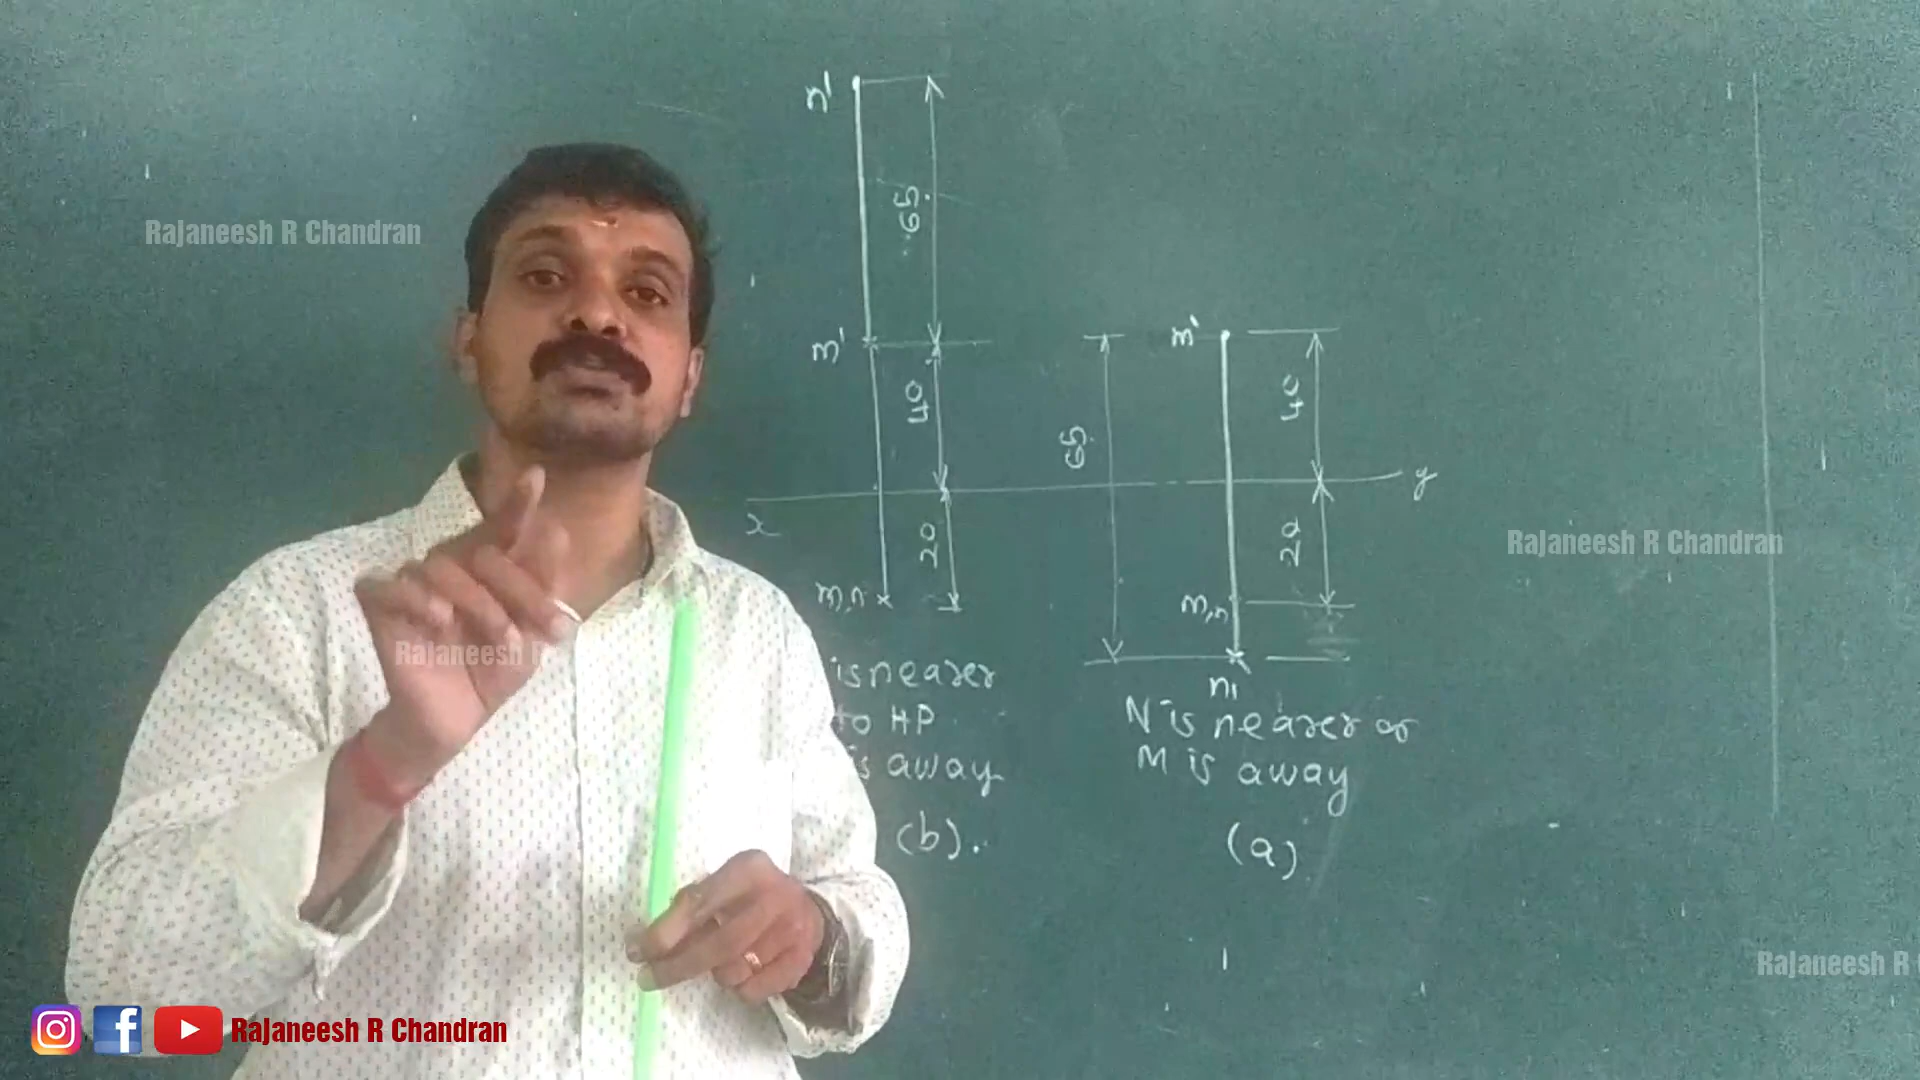 n'
65
m'
40
x
20
m,n
is nearer
to HP
is away
(b).
65
m'
40
y
20
m,n
n1
N is nearer or
M is away
(a)
Rajaneesh R Chandran
Rajaneesh R Chandran
Rajaneesh
Rajaneesh R
Rajaneesh R Chandran